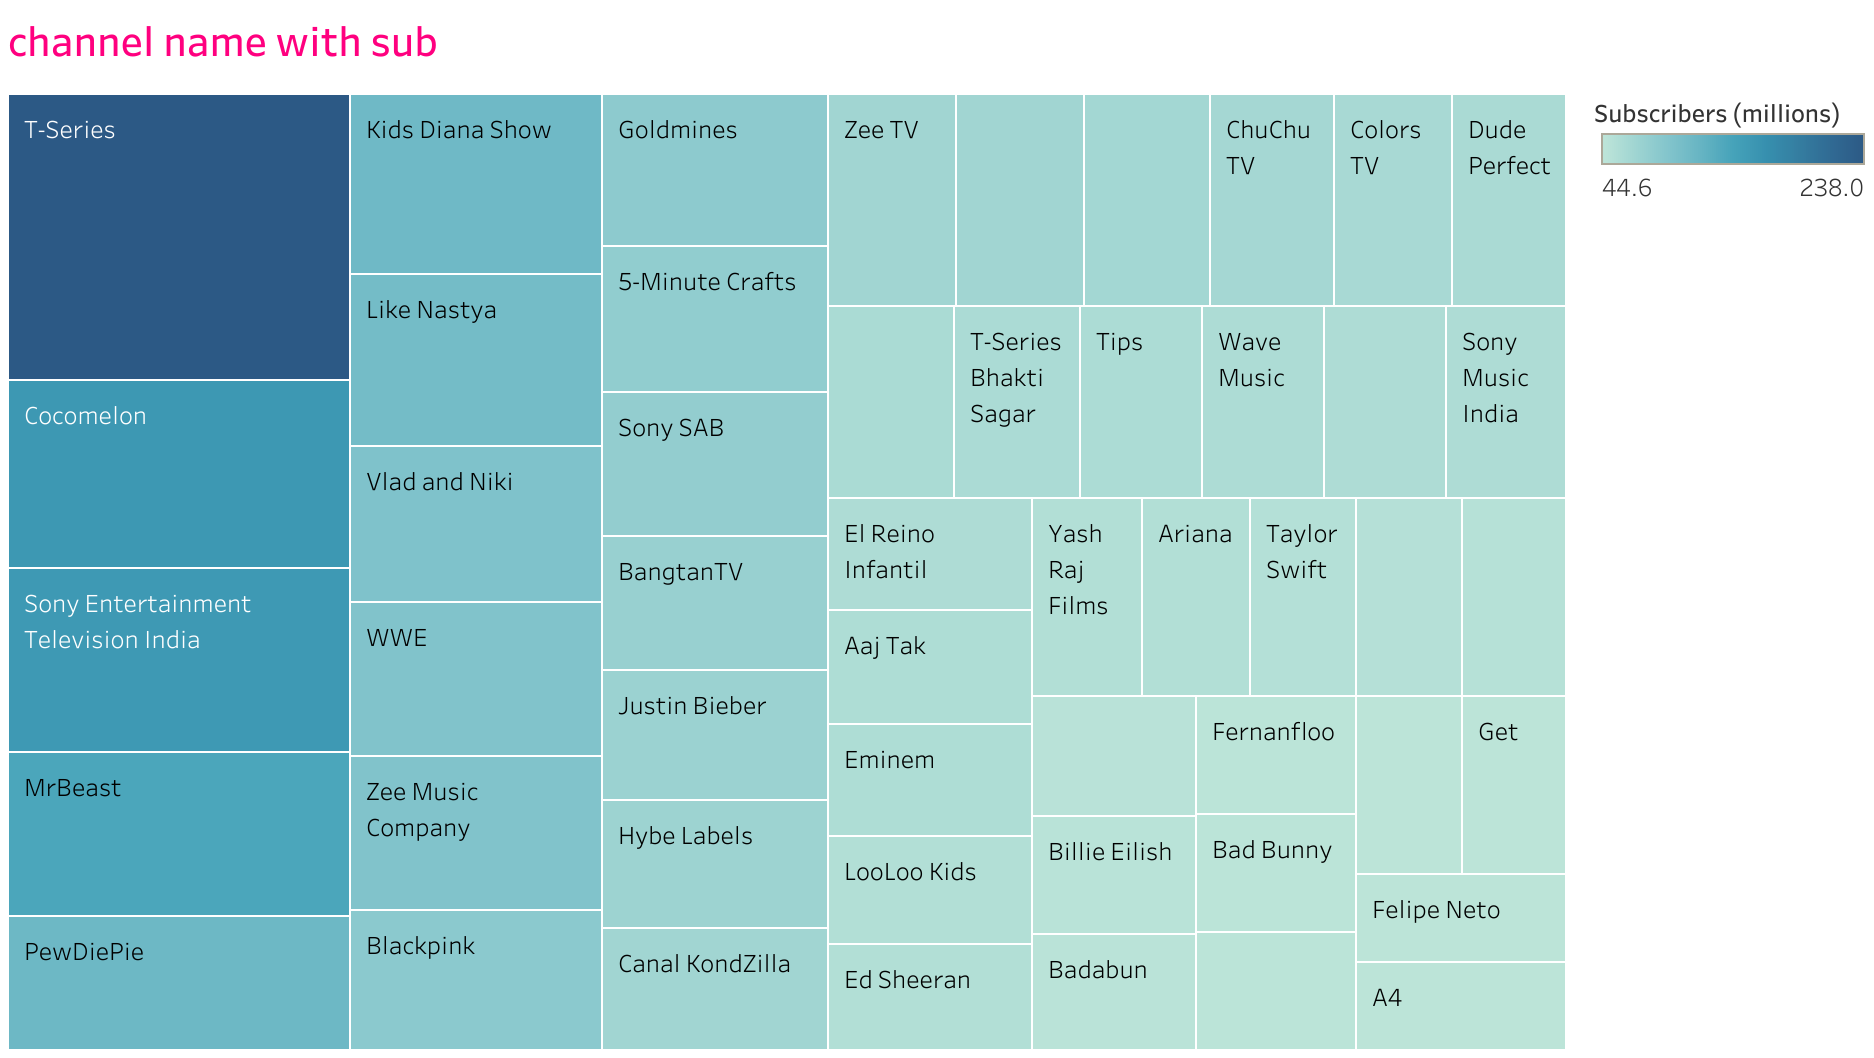 channel name with sub
T-Series
Cocomelon
Sony Entertainment
Television India
MrBeast
PewDiePie
Kids Diana Show
Like Nastya
Vlad and Niki
WWE
Zee Music
Company
Blackpink
Goldmines
5-Minute Crafts
Sony SAB
BangtanTV
Justin Bieber
Hybe Labels
Canal KondZilla
Zee TV
ChuChu
TV
Colors
TV
Dude
Perfect
T-Series
Bhakti
Sagar
Tips
Wave
Music
Sony
Music
India
El Reino
Infantil
Aaj Tak
Eminem
LooLoo Kids
Ed Sheeran
Yash
Raj
Films
Ariana
Taylor
Swift
Billie Eilish
Badabun
Fernanfloo
Bad Bunny
Get
Felipe Neto
A4
Subscribers (millions)
44.6
238.0